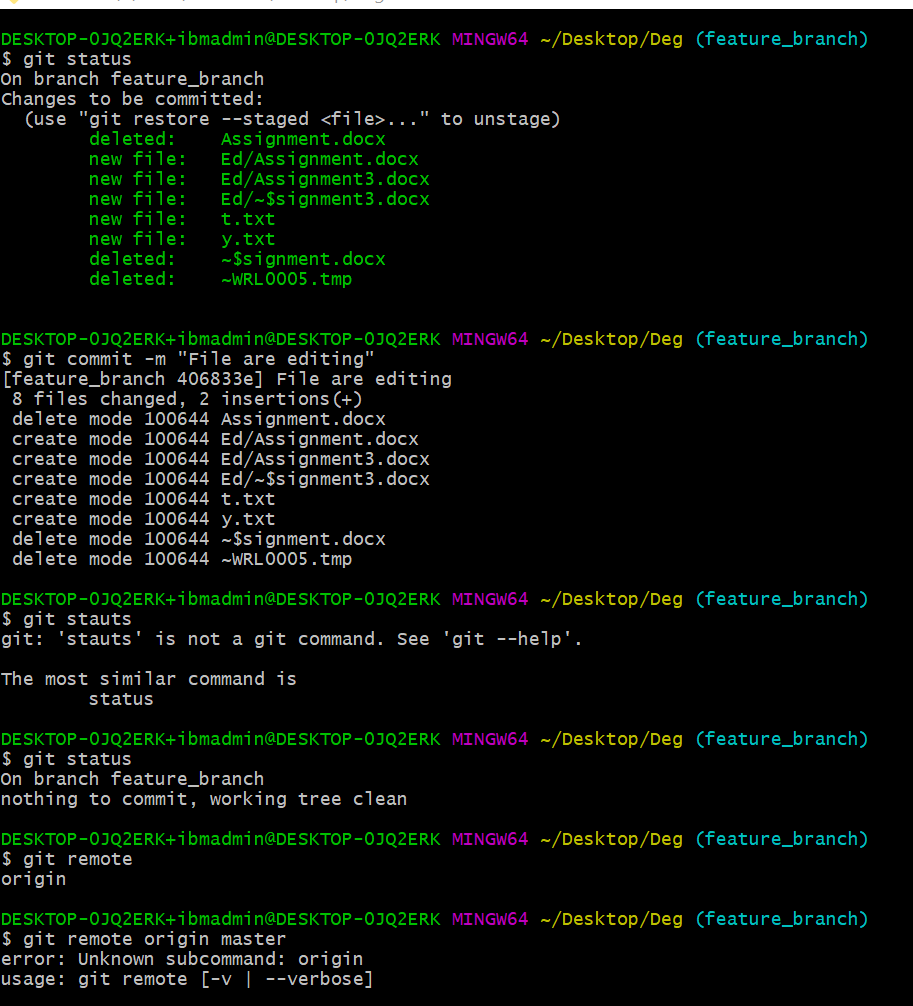 DESKTOP-0JQ2ERK+ibmadmin@DESKTOP-0JQ2ERK MINGW64 ~/Desktop/Deg (feature_branch)
$ git status
On branch feature_branch
Changes to be committed:
  (use "git restore --staged <file>..." to unstage)
        deleted:    Assignment.docx
        new file:   Ed/Assignment.docx
        new file:   Ed/Assignment3.docx
        new file:   Ed/~$signment3.docx
        new file:   t.txt
        new file:   y.txt
        deleted:    ~$signment.docx
        deleted:    ~WRL0005.tmp
DESKTOP-0JQ2ERK+ibmadmin@DESKTOP-0JQ2ERK MINGW64 ~/Desktop/Deg (feature_branch)
$ git commit -m "File are editing"
[feature_branch 406833e] File are editing
 8 files changed, 2 insertions(+)
 delete mode 100644 Assignment.docx
 create mode 100644 Ed/Assignment.docx
 create mode 100644 Ed/Assignment3.docx
 create mode 100644 Ed/~$signment3.docx
 create mode 100644 t.txt
 create mode 100644 y.txt
 delete mode 100644 ~$signment.docx
 delete mode 100644 ~WRL0005.tmp
DESKTOP-0JQ2ERK+ibmadmin@DESKTOP-0JQ2ERK MINGW64 ~/Desktop/Deg (feature_branch)
$ git stauts
git: 'stauts' is not a git command. See 'git --help'.
The most similar command is
        status
DESKTOP-0JQ2ERK+ibmadmin@DESKTOP-0JQ2ERK MINGW64 ~/Desktop/Deg (feature_branch)
$ git status
On branch feature_branch
nothing to commit, working tree clean
DESKTOP-0JQ2ERK+ibmadmin@DESKTOP-0JQ2ERK MINGW64 ~/Desktop/Deg (feature_branch)
$ git remote
origin
DESKTOP-0JQ2ERK+ibmadmin@DESKTOP-0JQ2ERK MINGW64 ~/Desktop/Deg (feature_branch)
$ git remote origin master
error: Unknown subcommand: origin
usage: git remote [-v | --verbose]